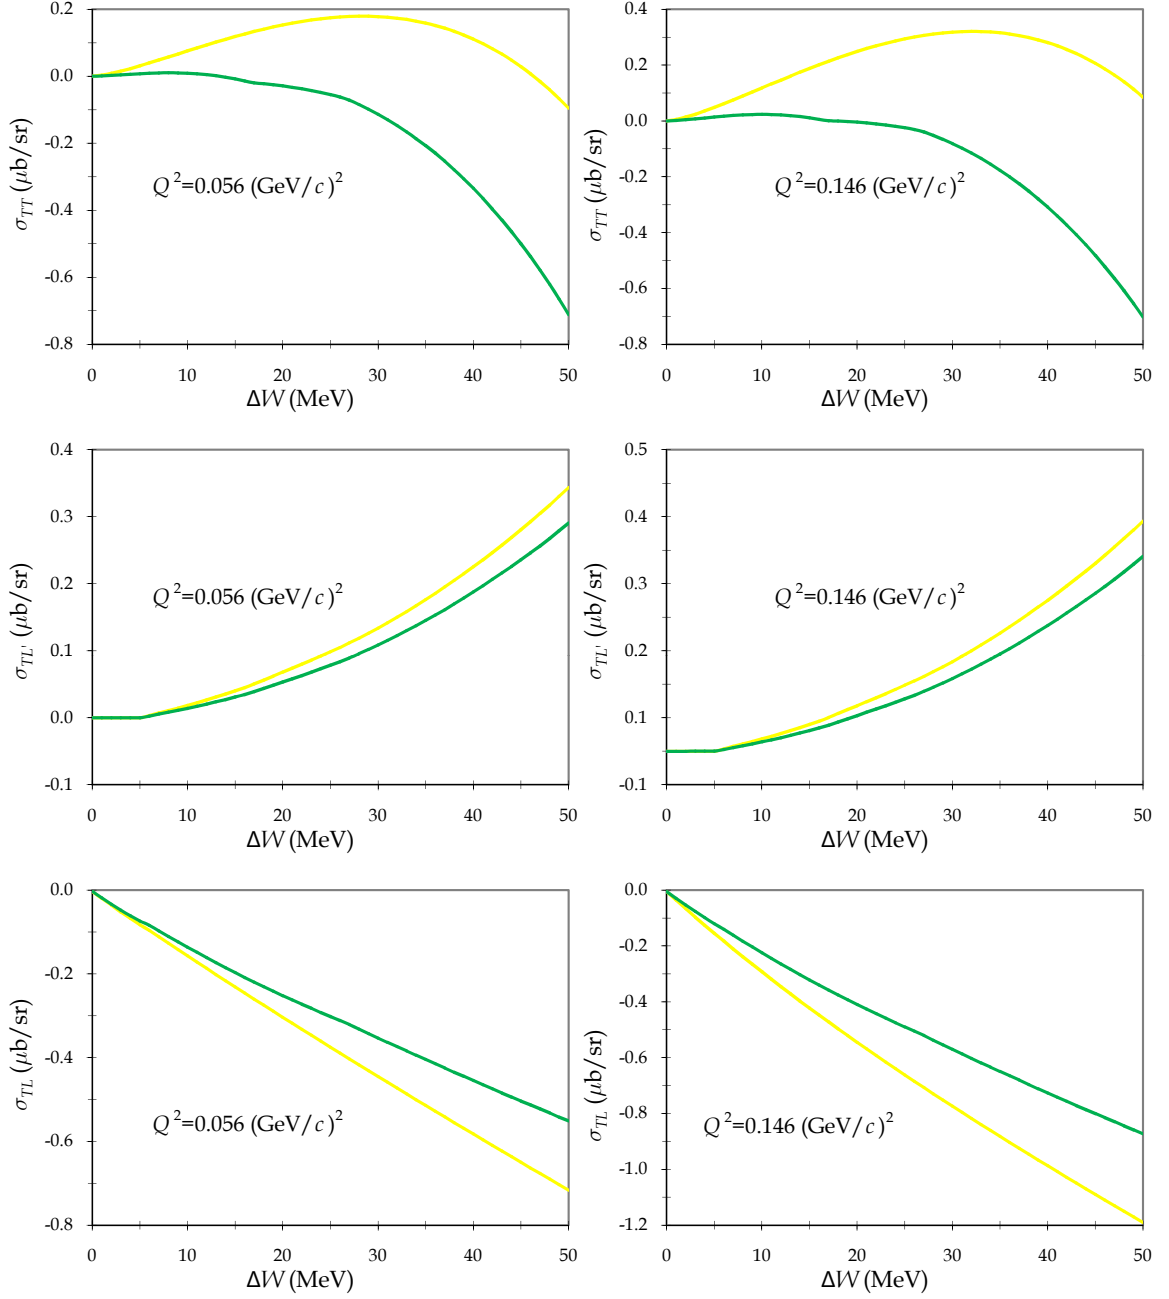 0.2
0.0
-0.2
-0.4
-0.6
-0.8
σTT (μb/sr)
Q²=0.056 (GeV/c)²
0 10 20 30 40 50
ΔW (MeV)
0.4
0.2
0.0
-0.2
-0.4
-0.6
-0.8
σTT (μb/sr)
Q²=0.146 (GeV/c)²
0 10 20 30 40 50
ΔW (MeV)
0.4
0.3
0.2
0.1
0.0
-0.1
σTL' (μb/sr)
Q²=0.056 (GeV/c)²
0 10 20 30 40 50
ΔW (MeV)
0.5
0.4
0.3
0.2
0.1
-0.1
σTL' (μb/sr)
Q²=0.146 (GeV/c)²
0 10 20 30 40 50
ΔW (MeV)
0.0
-0.2
-0.4
-0.6
-0.8
σTL (μb/sr)
Q²=0.056 (GeV/c)²
0 10 20 30 40 50
ΔW (MeV)
0.0
-0.2
-0.4
-0.6
-0.8
-1.0
-1.2
σTL (μb/sr)
Q²=0.146 (GeV/c)²
0 10 20 30 40 50
ΔW (MeV)